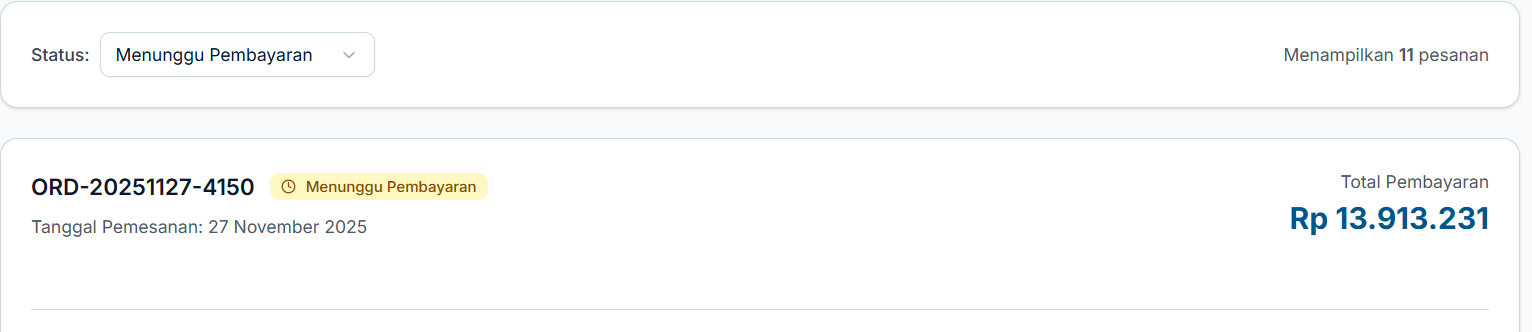 Status: Menunggu Pembayaran
Menampilkan 11 pesanan
ORD-20251127-4150 Menunggu Pembayaran
Tanggal Pemesanan: 27 November 2025
Total Pembayaran
Rp 13.913.231